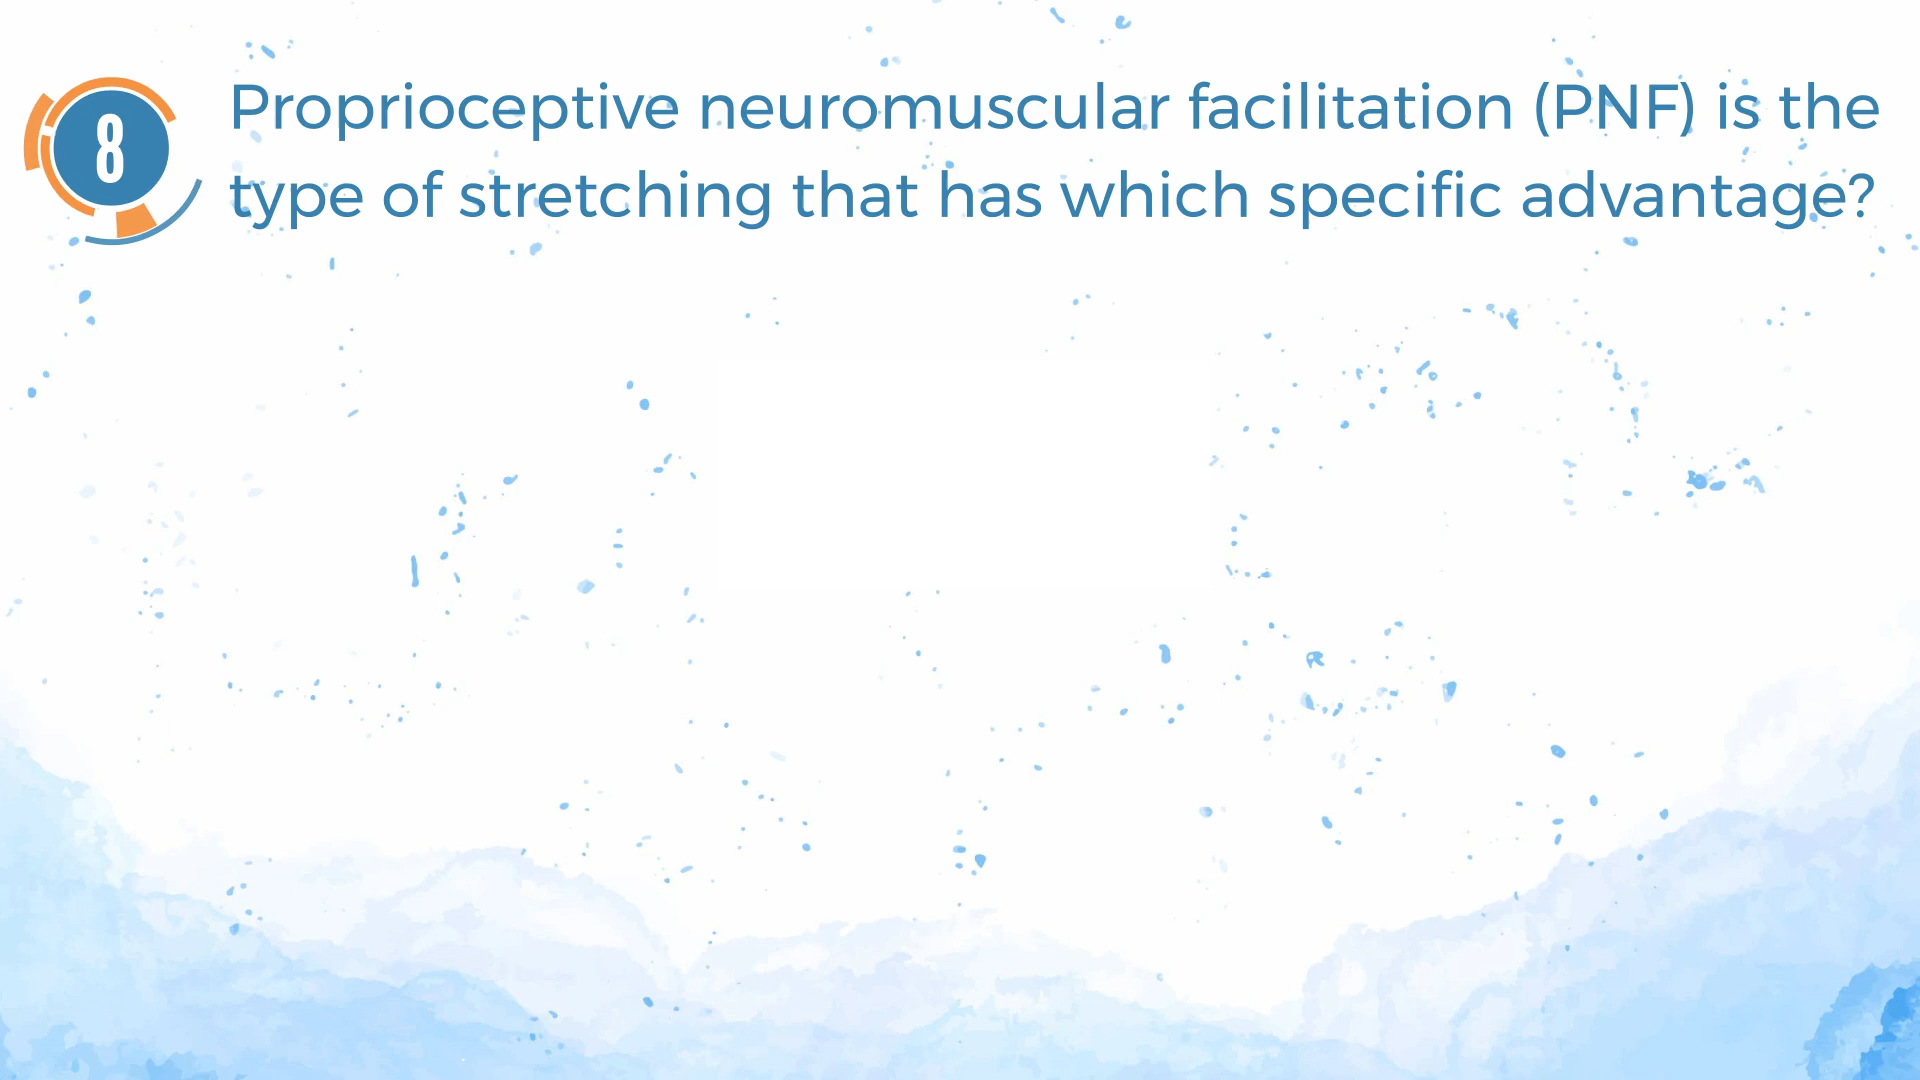 8
Proprioceptive neuromuscular facilitation (PNF) is the
type of stretching that has which specific advantage?